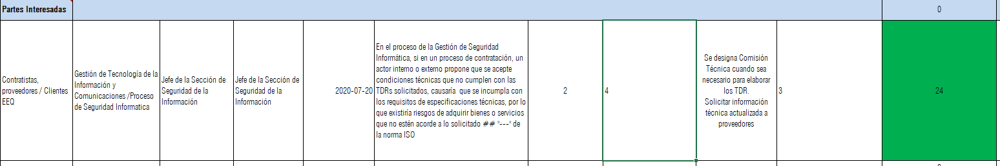 Partes Interesadas
0
Contratistas,
proveedores / Clientes
EEQ
Gestión de Tecnología de la
Información y
Comunicaciones /Proceso
de Seguridad Informatica
Jefe de la Sección de
Seguridad de la
Información
Jefe de la Sección de
Seguridad de la
Información
2020-07-20
En el proceso de la Gestión de Seguridad
Informática, si en un proceso de contratación, un
actor interno o externo propone que se acepte
condiciones técnicas que no cumplen con las
TDRs solicitados, causaría que se incumpla con
los requisitos de especificaciones técnicas, por lo
que existiría riesgos de adquirir bienes o servicios
que no estén acorde a lo solicitado ## "---" de
la norma ISO
2
4
Se designa Comisión
Técnica cuando sea
necesario para elaborar
los TDR.
Solicitar información
técnica actualizada a
proveedores
3
24